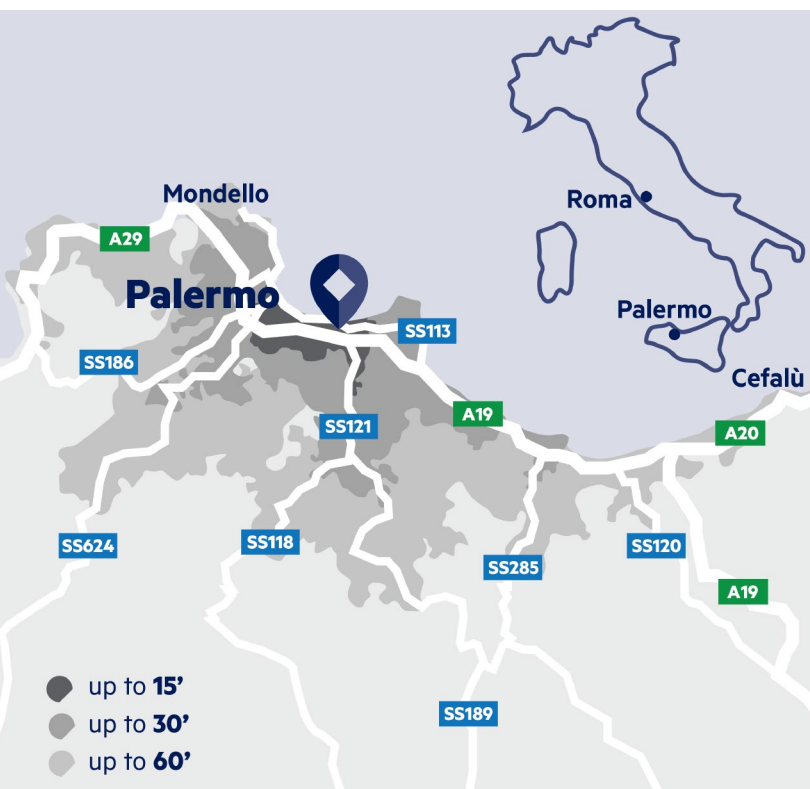 Mondello
Roma
A29
Palermo
Palermo
SS113
SS186
Cefalù
A19
SS121
A20
SS624
SS118
SS120
SS285
A19
up to 15’
SS189
up to 30’
up to 60’